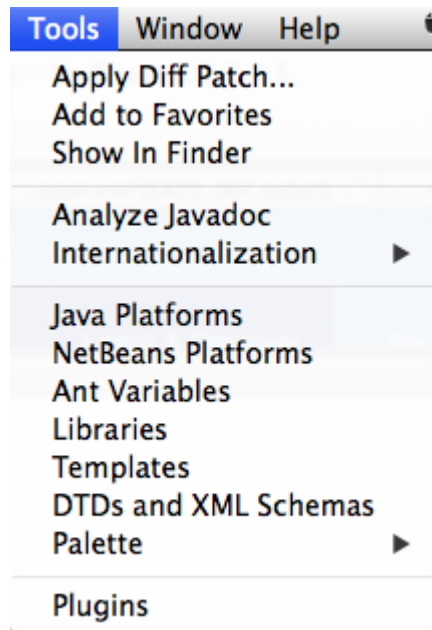 Tools Window Help
Apply Diff Patch...
Add to Favorites
Show In Finder
Analyze Javadoc
Internationalization
Java Platforms
NetBeans Platforms
Ant Variables
Libraries
Templates
DTDs and XML Schemas
Palette
Plugins